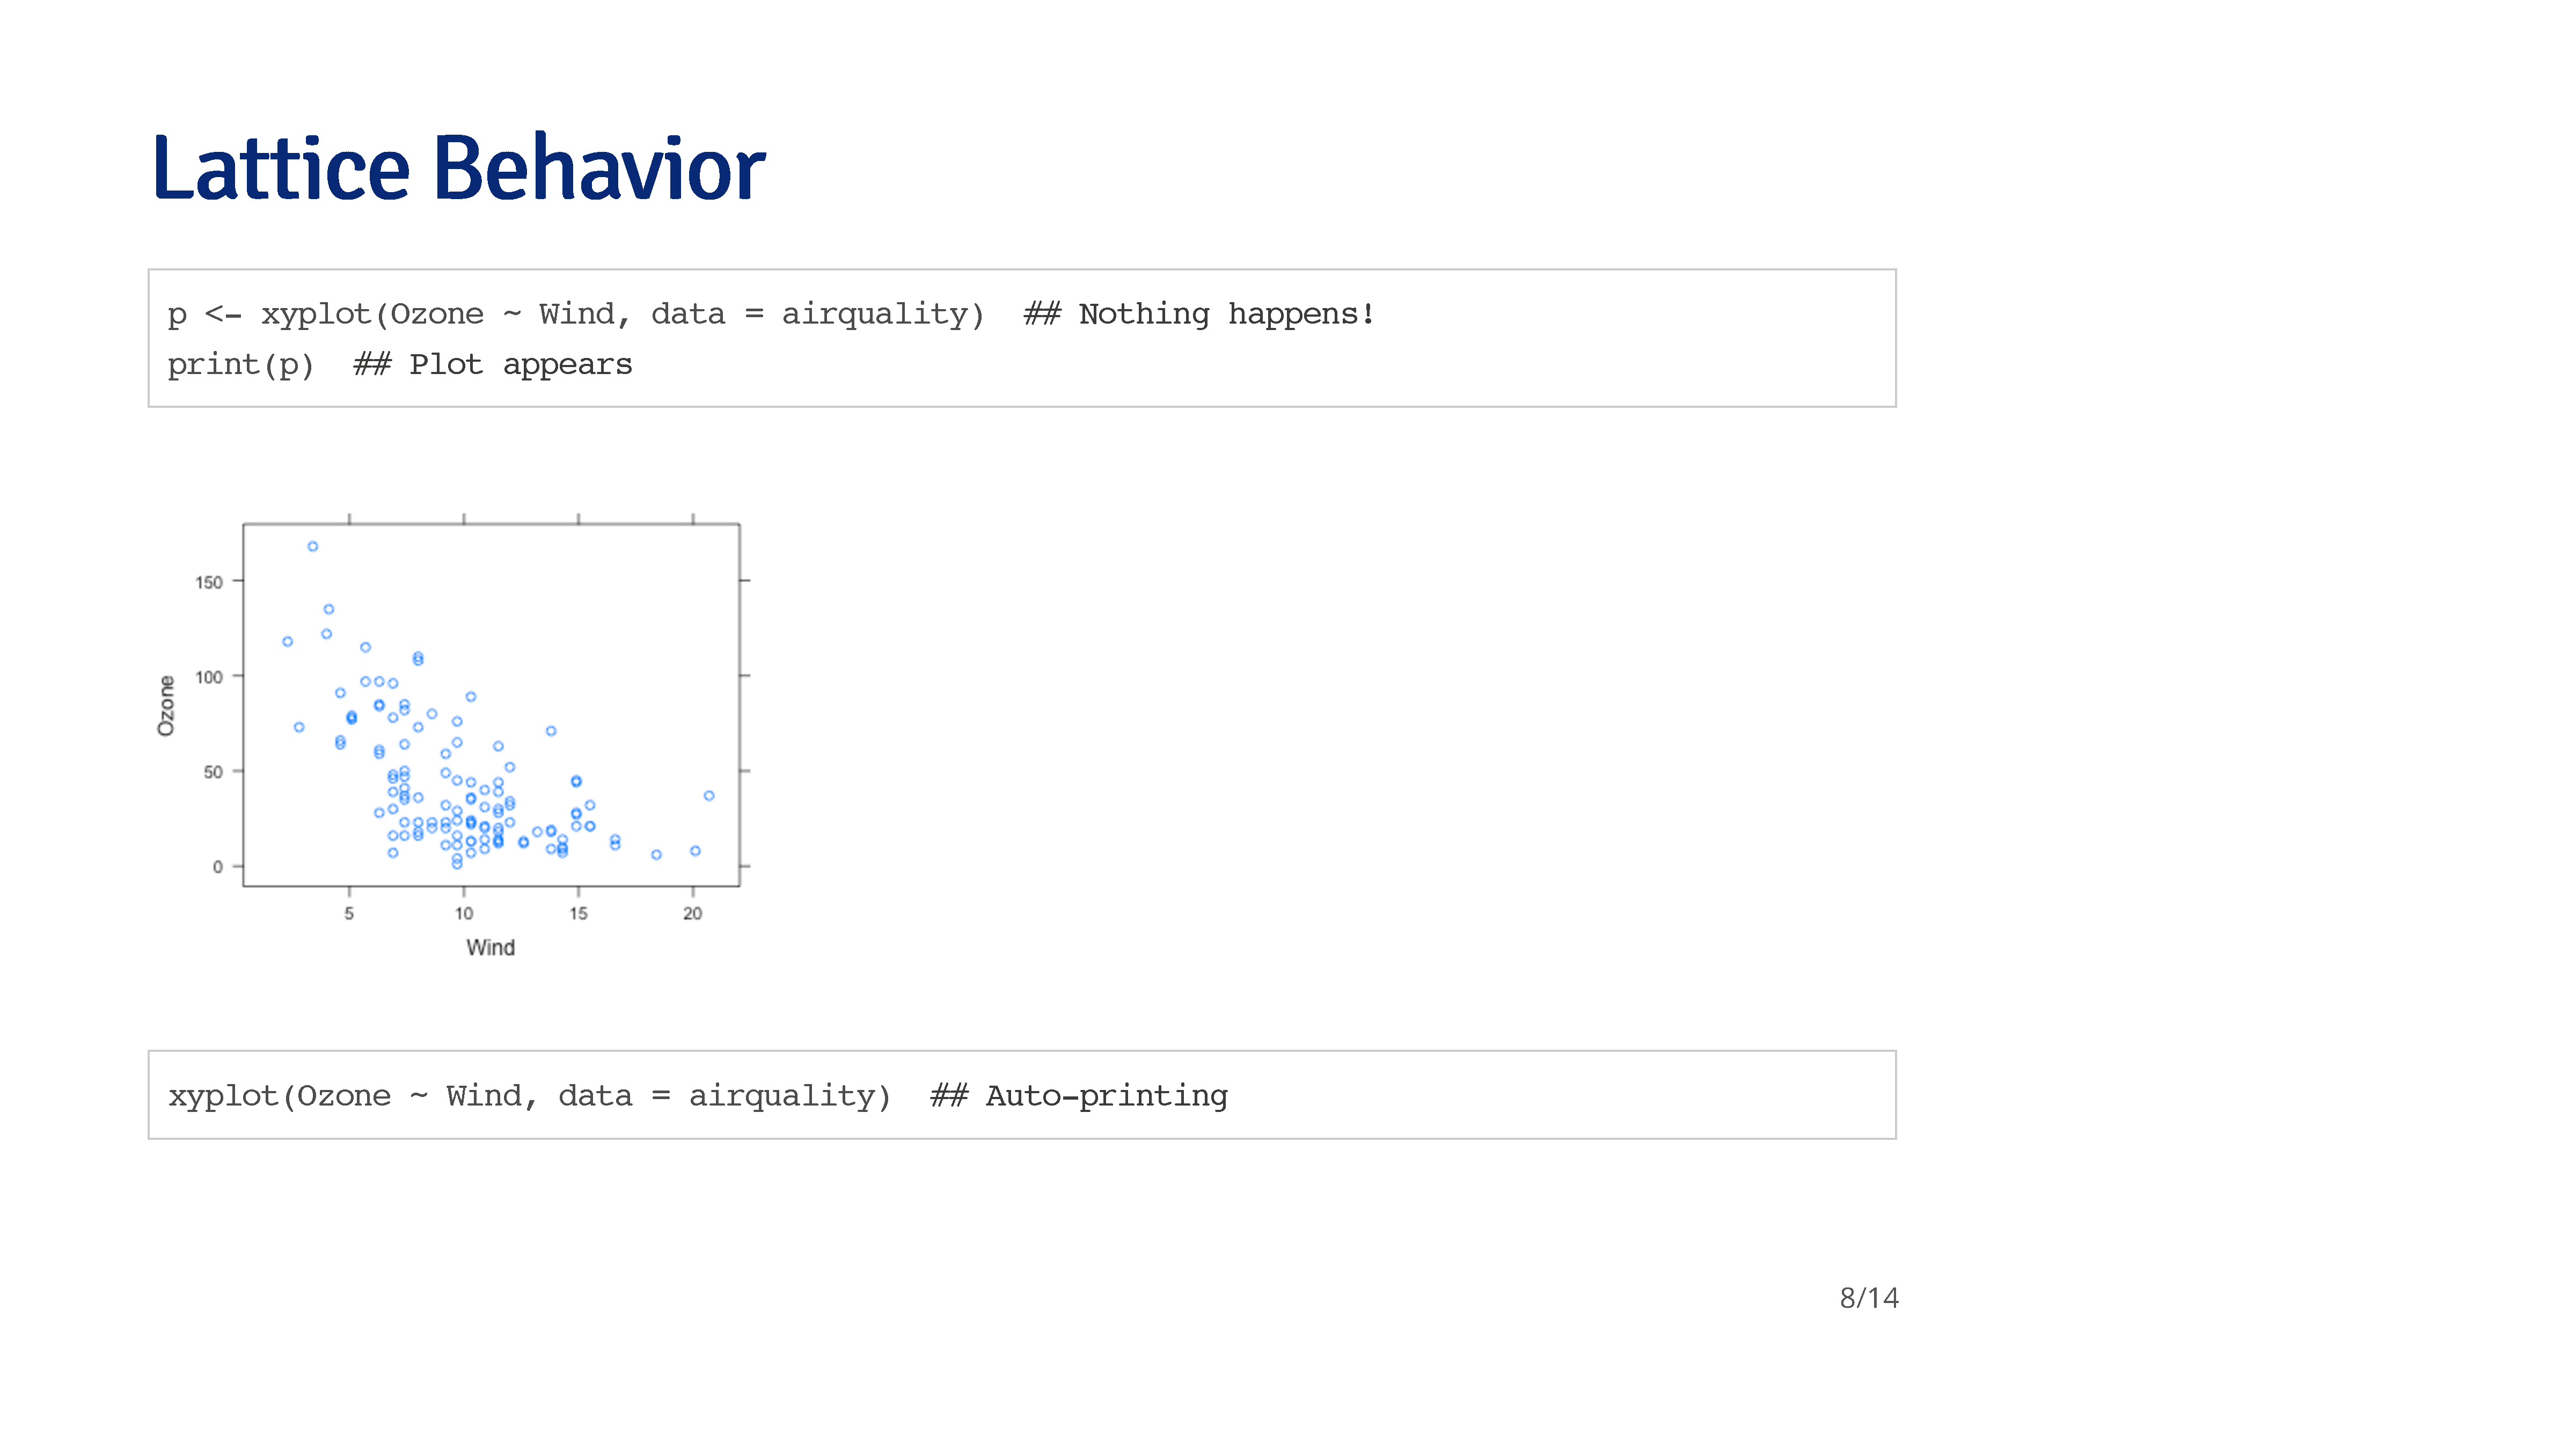 Lattice Behavior
p <- xyplot(Ozone ~ Wind, data = airquality)  ## Nothing happens!
print(p)  ## Plot appears
150
100
50
0
Ozone
5 10 15 20
Wind
xyplot(Ozone ~ Wind, data = airquality)  ## Auto-printing
8/14